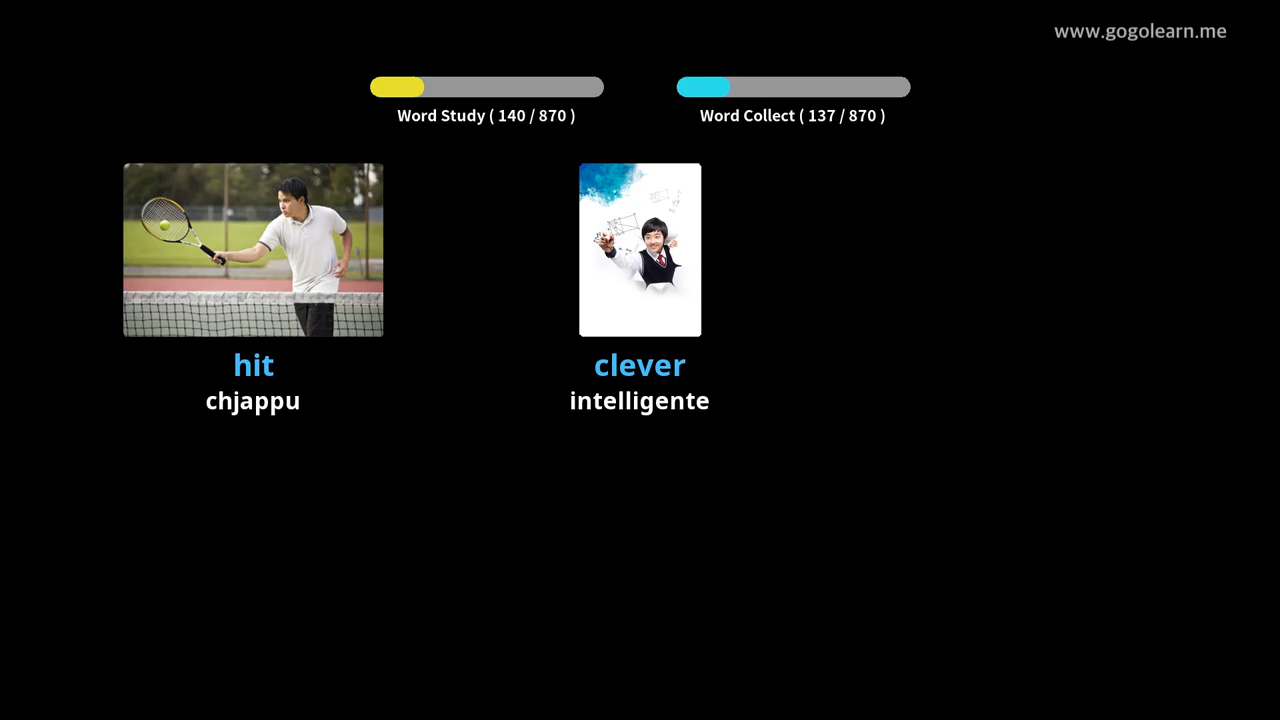 www.gogolearn.me
Word Study ( 140 / 870 )
Word Collect ( 137 / 870 )
hit
chjappu
clever
intelligente